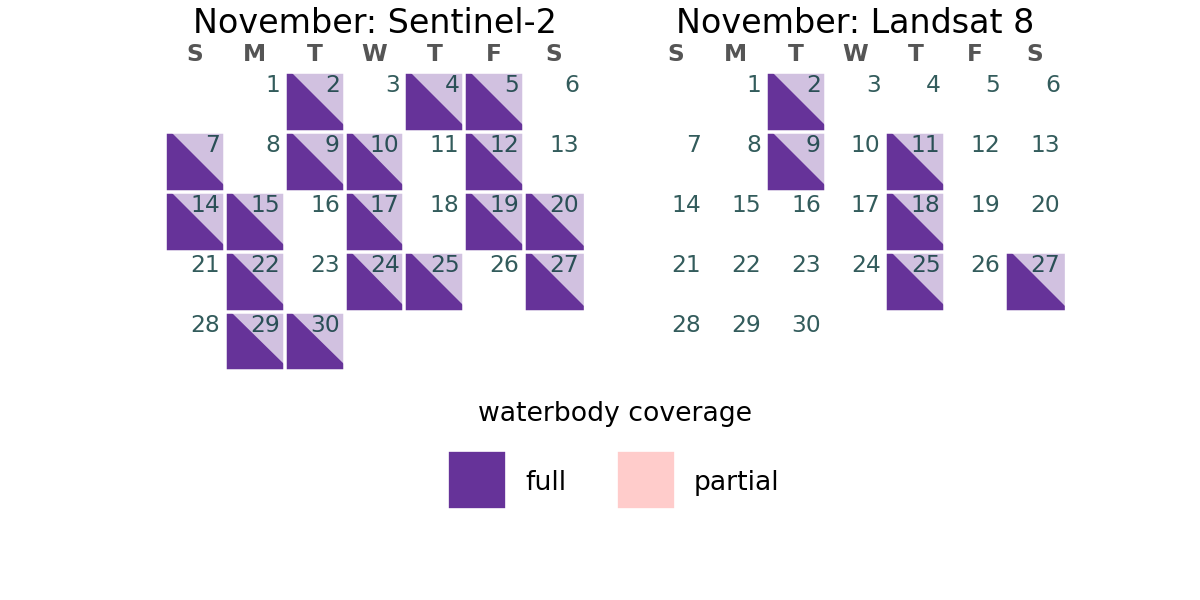 November: Sentinel-2
S M T W T F S
1 2 3 4 5 6
7 8 9 10 11 12 13
14 15 16 17 18 19 20
21 22 23 24 25 26 27
28 29 30
November: Landsat 8
S M T W T F S
1 2 3 4 5 6
7 8 9 10 11 12 13
14 15 16 17 18 19 20
21 22 23 24 25 26 27
28 29 30
waterbody coverage
full partial